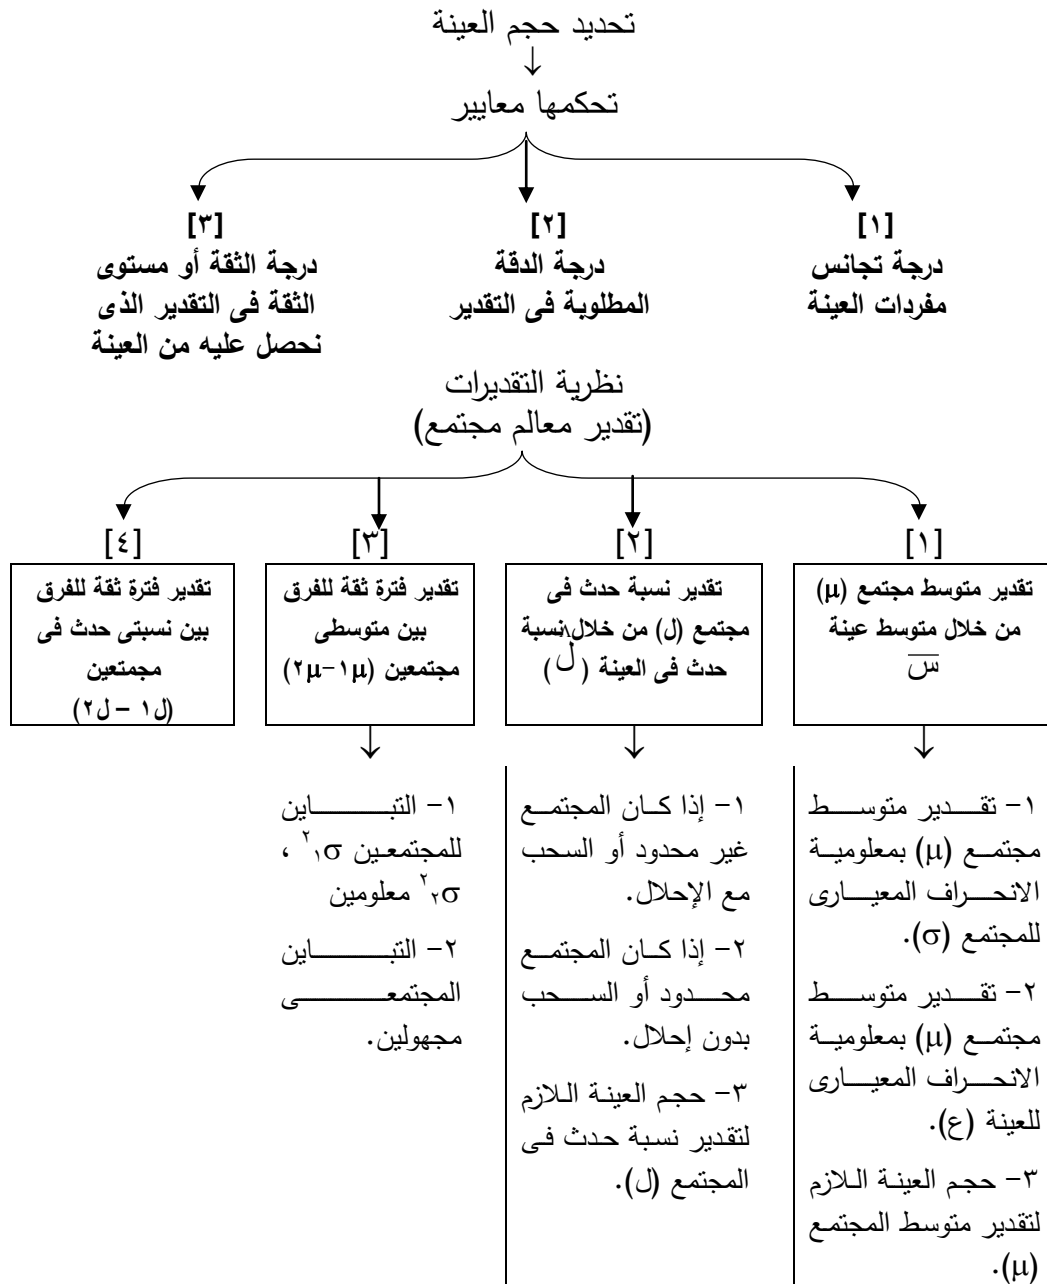 تحديد حجم العينة
↓
تحكمها معايير
[١]
درجة تجانس
مفردات العينة
[٢]
درجة الدقة
المطلوبة فى التقدير
[٣]
درجة الثقة أو مستوى
الثقة فى التقدير الذى
نحصل عليه من العينة
نظرية التقديرات
(تقدير معالم مجتمع)
[١]
تقدير متوسط مجتمع (μ)
من خلال متوسط عينة
س̅
↓
١- تقدير متوسط
مجتمع (μ) بمعلومية
الانحراف المعيارى
للمجتمع (σ).
٢- تقدير متوسط
مجتمع (μ) بمعلومية
الانحراف المعيارى
للعينة (ع).
٣- حجم العينة اللازم
لتقدير متوسط المجتمع
(μ).
[٢]
تقدير نسبة حدث فى
مجتمع (ل) من خلال نسبة
حدث فى العينة (ل̂)
↓
١- إذا كان المجتمع
غير محدود أو السحب
مع الإحلال.
٢- إذا كان المجتمع
محدود أو السحب
بدون إحلال.
٣- حجم العينة اللازم
لتقدير نسبة حدث فى
المجتمع (ل).
[٣]
تقدير فترة ثقة للفرق
بين متوسطى
مجتمعين (μ١-μ٢)
↓
١- التباين
للمجتمعين σ₁² ،
σ₂² معلومين
٢- التباين
المجتمعى
مجهولين.
[٤]
تقدير فترة ثقة للفرق
بين نسبتى حدث فى
مجمتعين
(ل١ – ل٢)